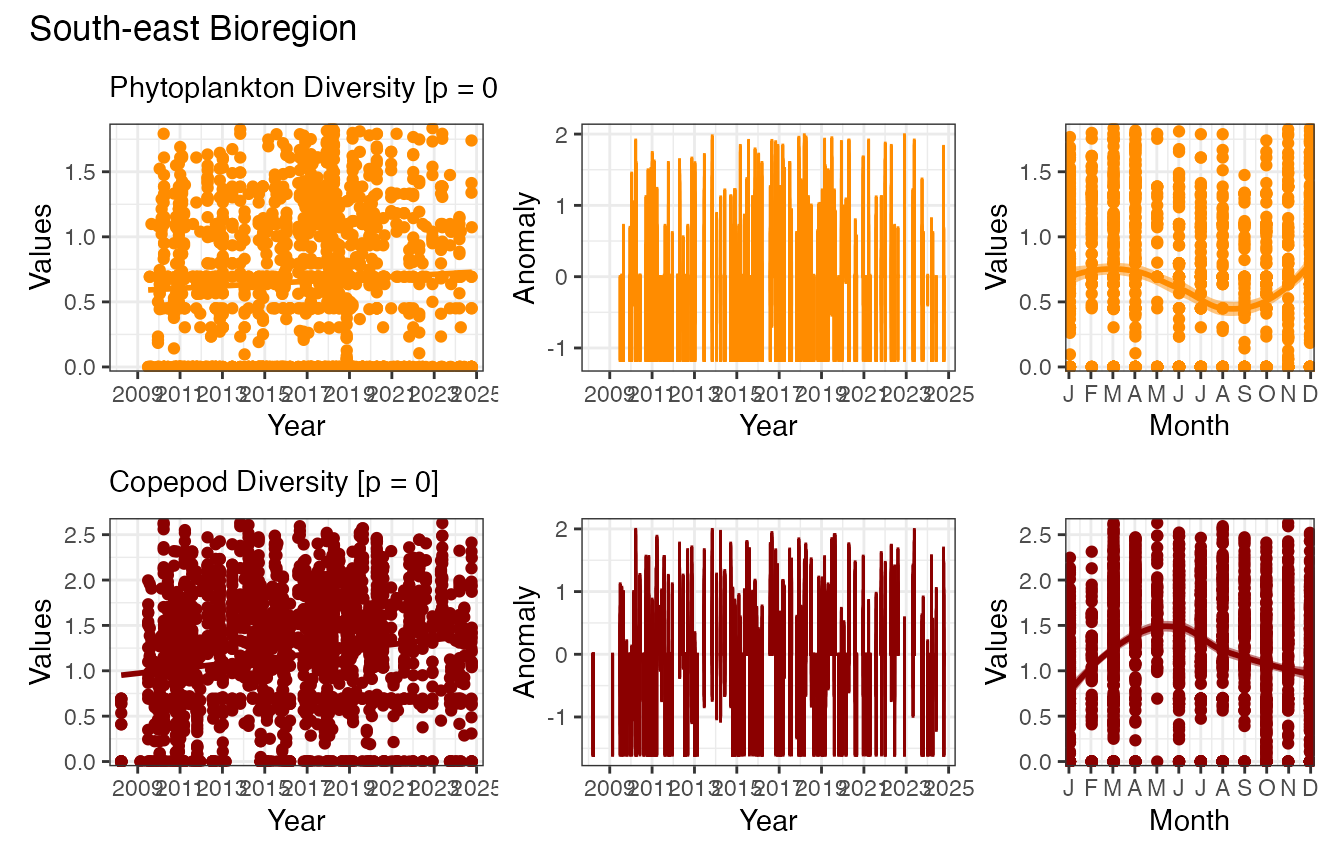 South-east Bioregion
Phytoplankton Diversity [p = 0
Values
1.5
1.0
0.5
0.0
2009 2011 2013 2015 2017 2019 2021 2023 2025
Year
Anomaly
2
1
0
-1
2009 2011 2013 2015 2017 2019 2021 2023 2025
Year
Values
1.5
1.0
0.5
0.0
J F M A M J J A S O N D
Month
Copepod Diversity [p = 0]
Values
2.5
2.0
1.5
1.0
0.5
0.0
2009 2011 2013 2015 2017 2019 2021 2023 2025
Year
Anomaly
2
1
0
-1
2009 2011 2013 2015 2017 2019 2021 2023 2025
Year
Values
2.5
2.0
1.5
1.0
0.5
0.0
J F M A M J J A S O N D
Month